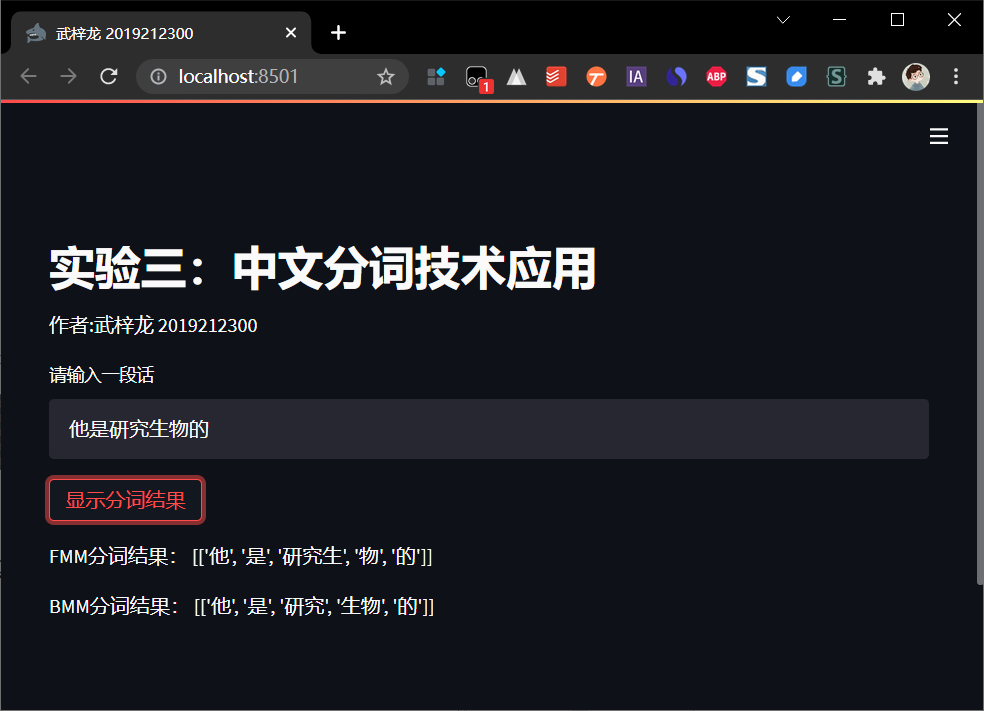 武梓龙 2019212300
localhost:8501
1
IA
ABP
实验三：中文分词技术应用
作者:武梓龙 2019212300
请输入一段话
他是研究生物的
显示分词结果
FMM分词结果： [['他', '是', '研究生', '物', '的']]
BMM分词结果： [['他', '是', '研究', '生物', '的']]